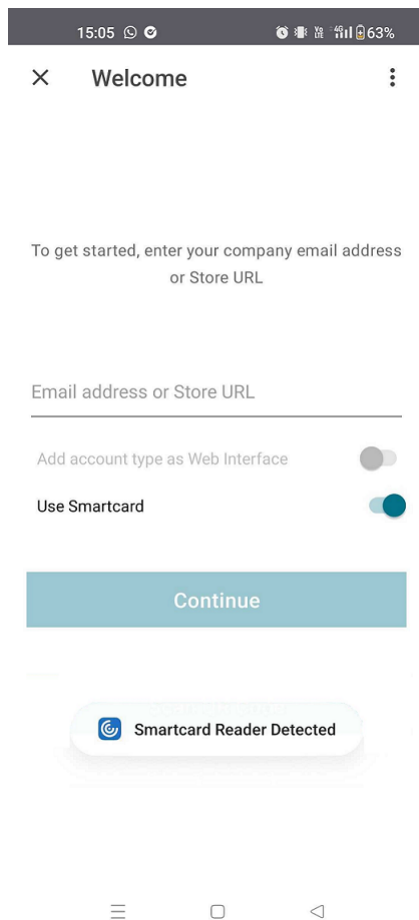 15:05 63%
Welcome
To get started, enter your company email address
or Store URL
Email address or Store URL
Add account type as Web Interface
Use Smartcard
Continue
Smartcard Reader Detected